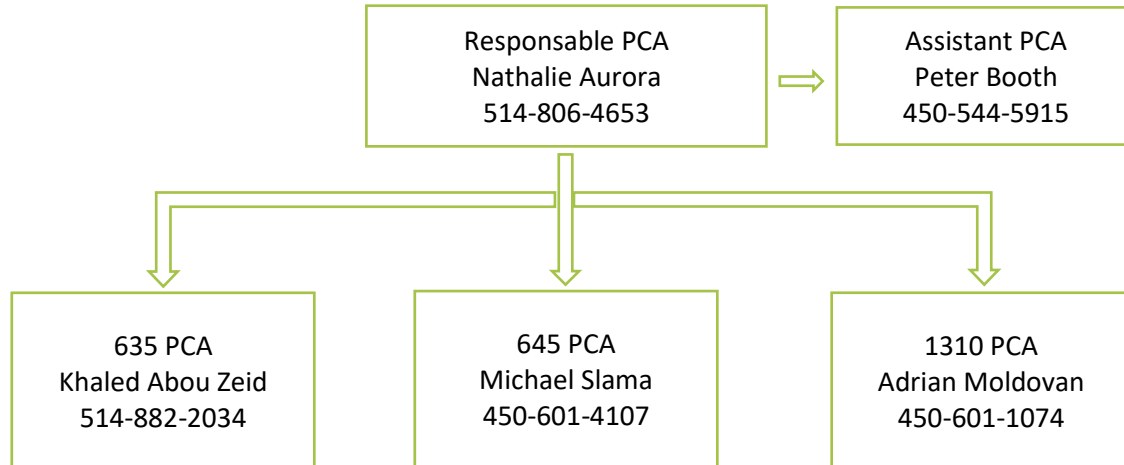 Responsable PCA
Nathalie Aurora
514-806-4653
Assistant PCA
Peter Booth
450-544-5915
635 PCA
Khaled Abou Zeid
514-882-2034
645 PCA
Michael Slama
450-601-4107
1310 PCA
Adrian Moldovan
450-601-1074